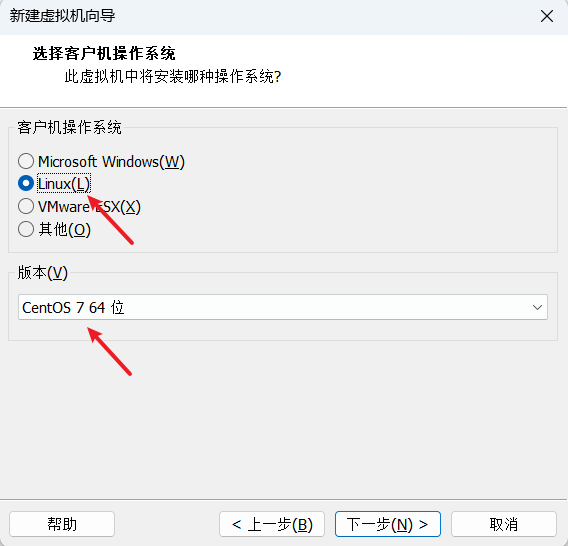 新建虚拟机向导
选择客户机操作系统
此虚拟机中将安装哪种操作系统?
客户机操作系统
Microsoft Windows(W)
Linux(L)
VMware ESX(X)
其他(O)
版本(V)
CentOS 7 64 位
帮助
< 上一步(B)
下一步(N) >
取消